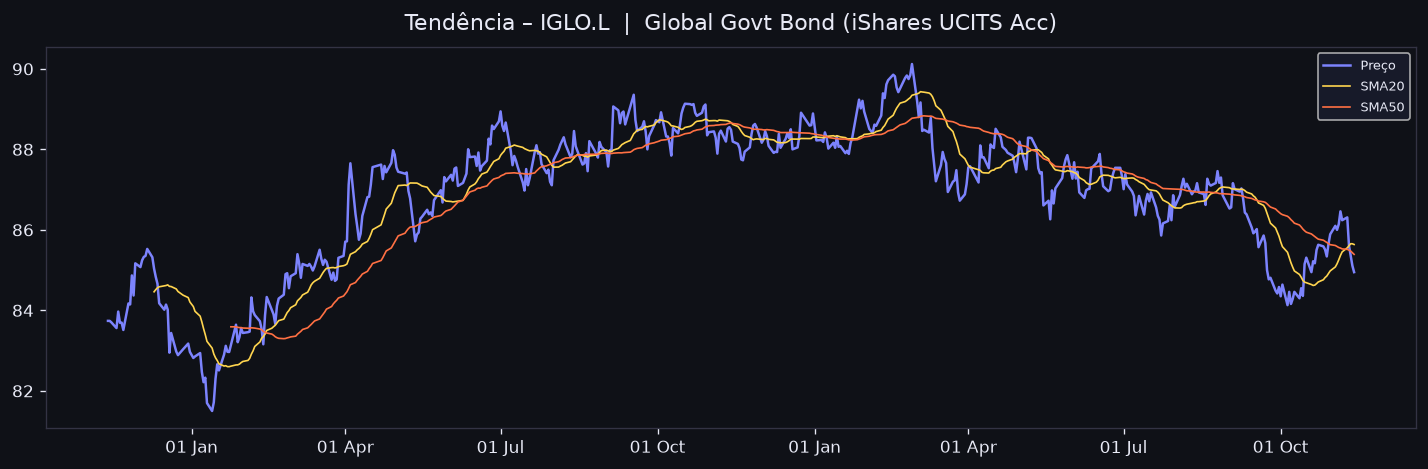 Tendência – IGLO.L  |  Global Govt Bond (iShares UCITS Acc)
Preço
SMA20
SMA50
90
88
86
84
82
01 Jan
01 Apr
01 Jul
01 Oct
01 Jan
01 Apr
01 Jul
01 Oct